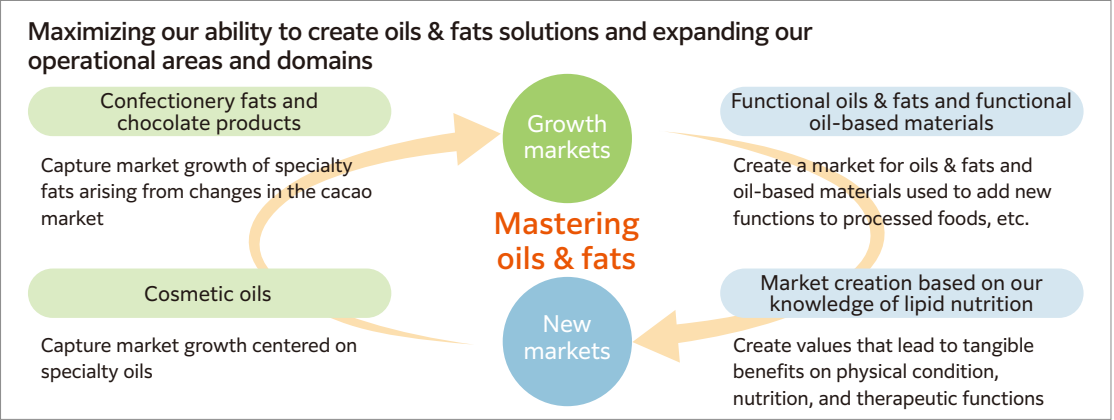 Maximizing our ability to create oils & fats solutions and expanding our
operational areas and domains
Confectionery fats and
chocolate products
Capture market growth of specialty
fats arising from changes in the cacao
market
Cosmetic oils
Capture market growth centered on
specialty oils
Growth
markets
Mastering
oils & fats
New
markets
Functional oils & fats and functional
oil-based materials
Create a market for oils & fats and
oil-based materials used to add new
functions to processed foods, etc.
Market creation based on our
knowledge of lipid nutrition
Create values that lead to tangible
benefits on physical condition,
nutrition, and therapeutic functions